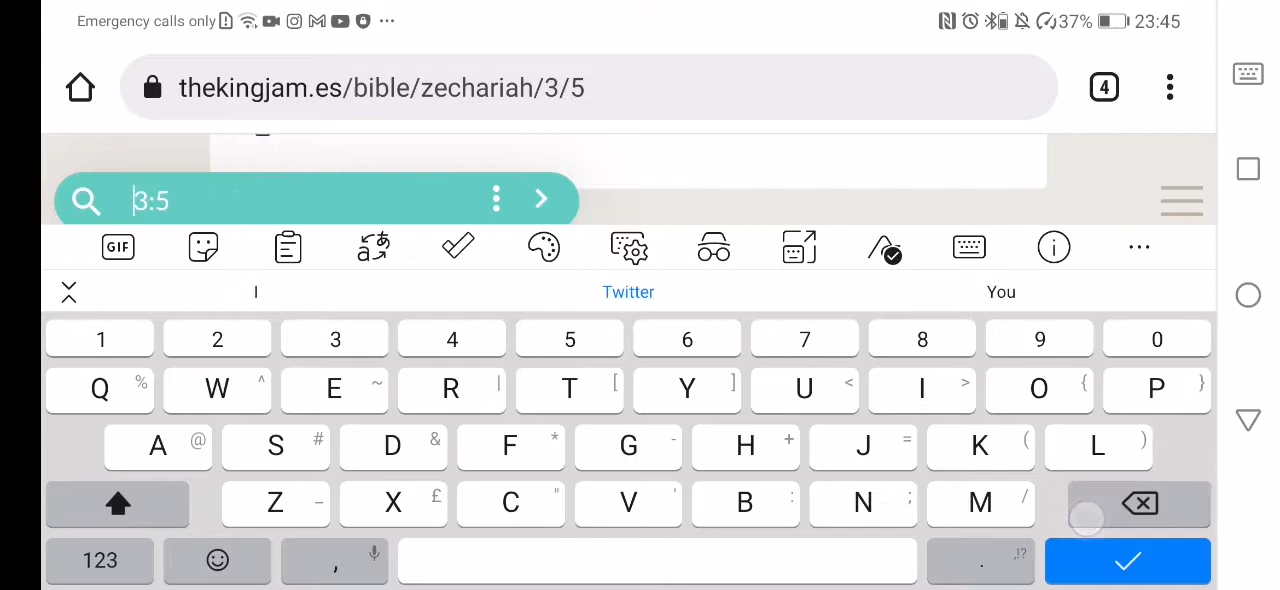 Emergency calls only 37% 23:45
thekingjam.es/bible/zechariah/3/5 4
3:5
GIF
I Twitter You
1 2 3 4 5 6 7 8 9 0
Q % W ^ E ~ R | T [ Y ] U < I > O { P }
A @ S # D & F * G - H + J = K ( L )
Z _ X £ C " V ' B : N ; M /
123 , . ,!?